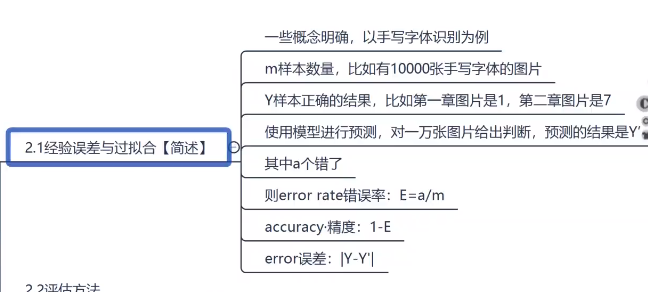 一些概念明确，以手写字体识别为例
m样本数量，比如有10000张手写字体的图片
Y样本正确的结果，比如第一章图片是1，第二章图片是7
使用模型进行预测，对一万张图片给出判断，预测的结果是Y'
2.1经验误差与过拟合【简述】
其中a个错了
则error rate错误率：E=a/m
accuracy·精度：1-E
error误差：|Y-Y'|
2.2评估方法